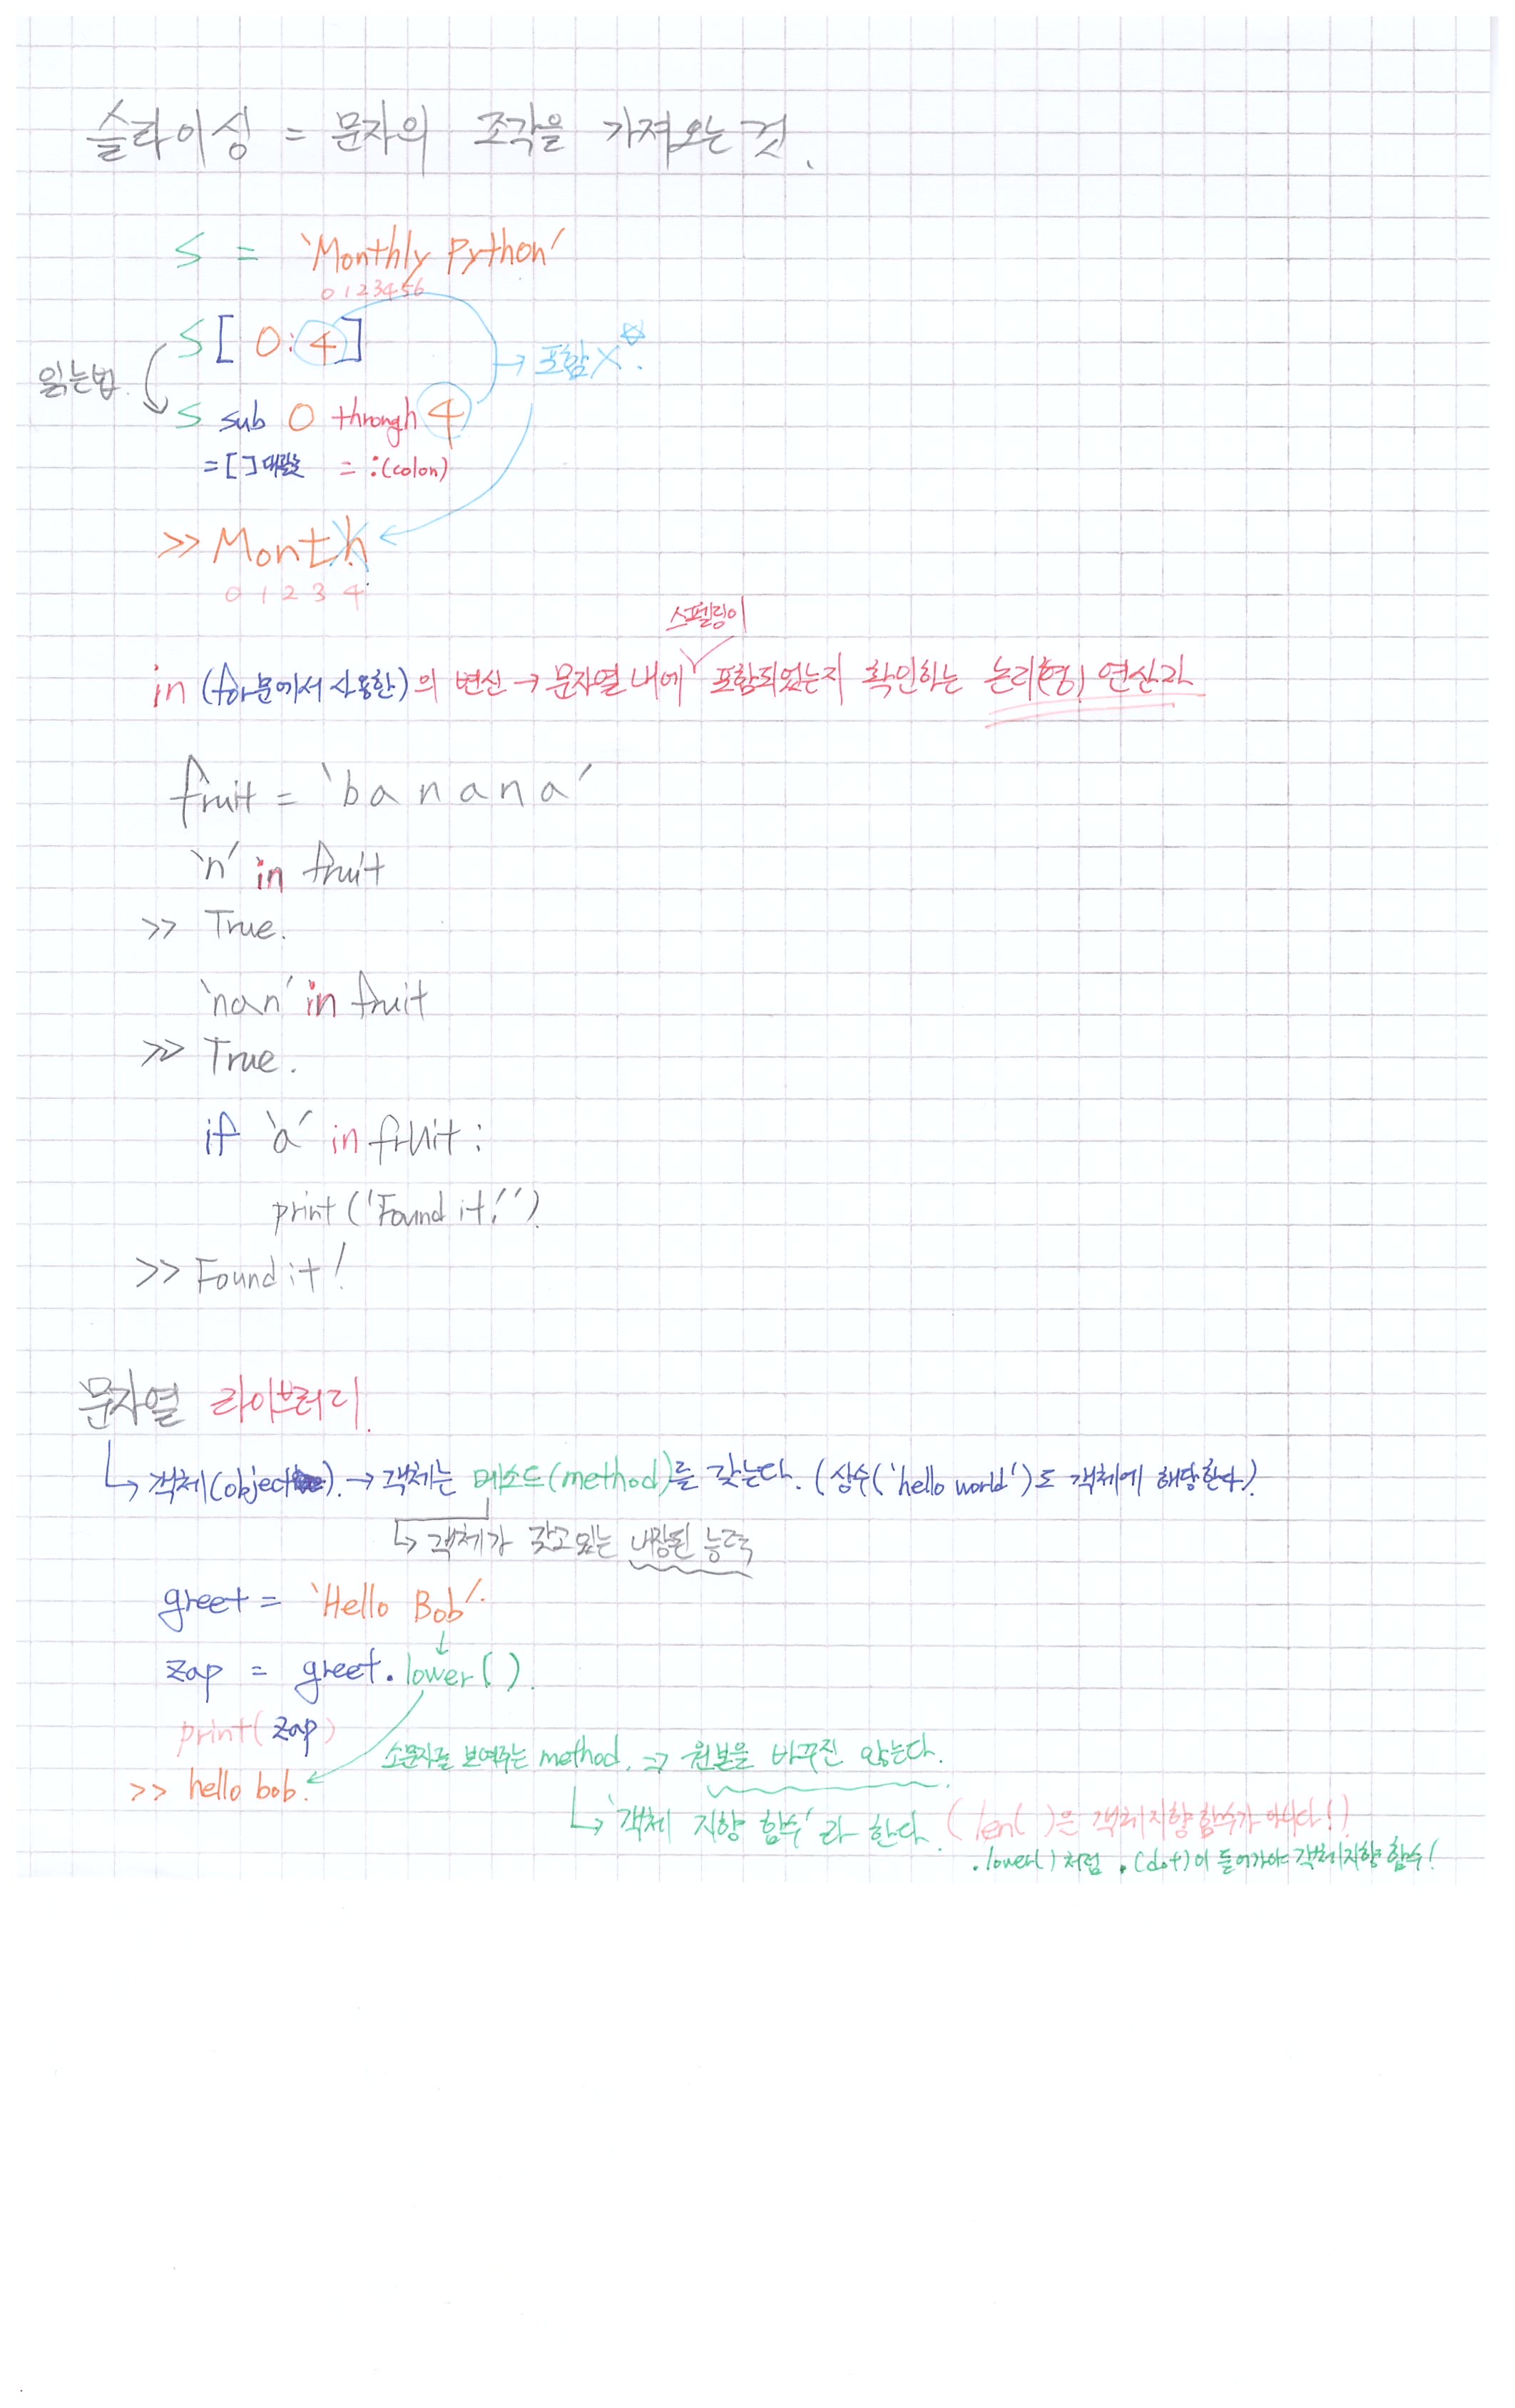 슬라이싱 = 문자의 조각을 가져오는 것.
s = 'Monthly Python'
0 1 2 3 4 5 6
s [ 0 : 4 ]
→ 포함 X ☆.
읽는법.
s sub 0 through 4
= [ ] 대괄호 = : (colon)
>> Month
0 1 2 3 4
스펠링이
in (for문에서 사용한)의 변신 → 문자열 내에 ∨ 포함되었는지 확인하는 논리(형) 연산자
fruit = 'banana'
'n' in fruit
>> True.
'nan' in fruit
>> True.
if 'a' in fruit :
print ('Found it!')
>> Found it!
문자열 라이브러리.
↳ 객체(object). → 객체는 메소드(method)를 갖는다. (상수('hello world')도 객체에 해당한다)
↳ 객체가 갖고 있는 내장된 능력
greet = 'Hello Bob'
zap = greet.lower().
print(zap)
소문자를 보여주는 method. ⇒ 원본을 바꾸진 않는다.
>> hello bob.
↳ '객체 지향 함수'라 한다. (len( )은 객체지향함수가 아니다!)
.lower() 처럼 .(dot)이 들어가야 객체지향 함수!